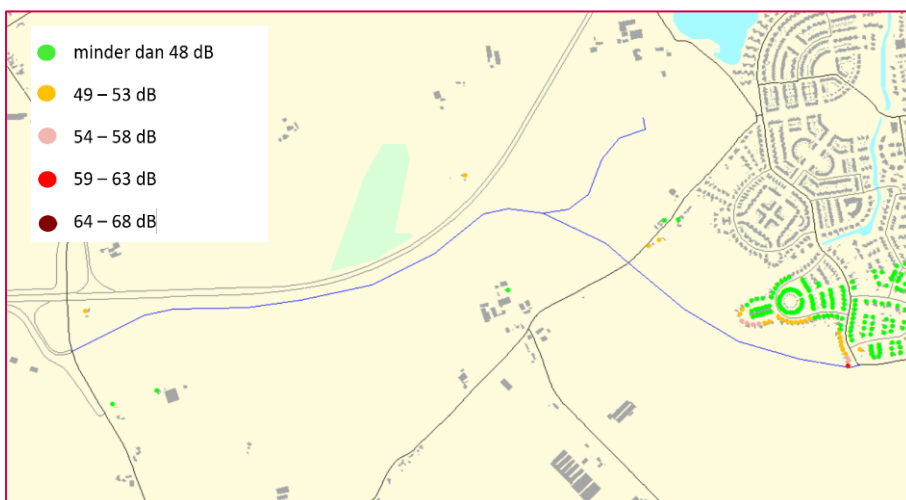 minder dan 48 dB
49 – 53 dB
54 – 58 dB
59 – 63 dB
64 – 68 dB